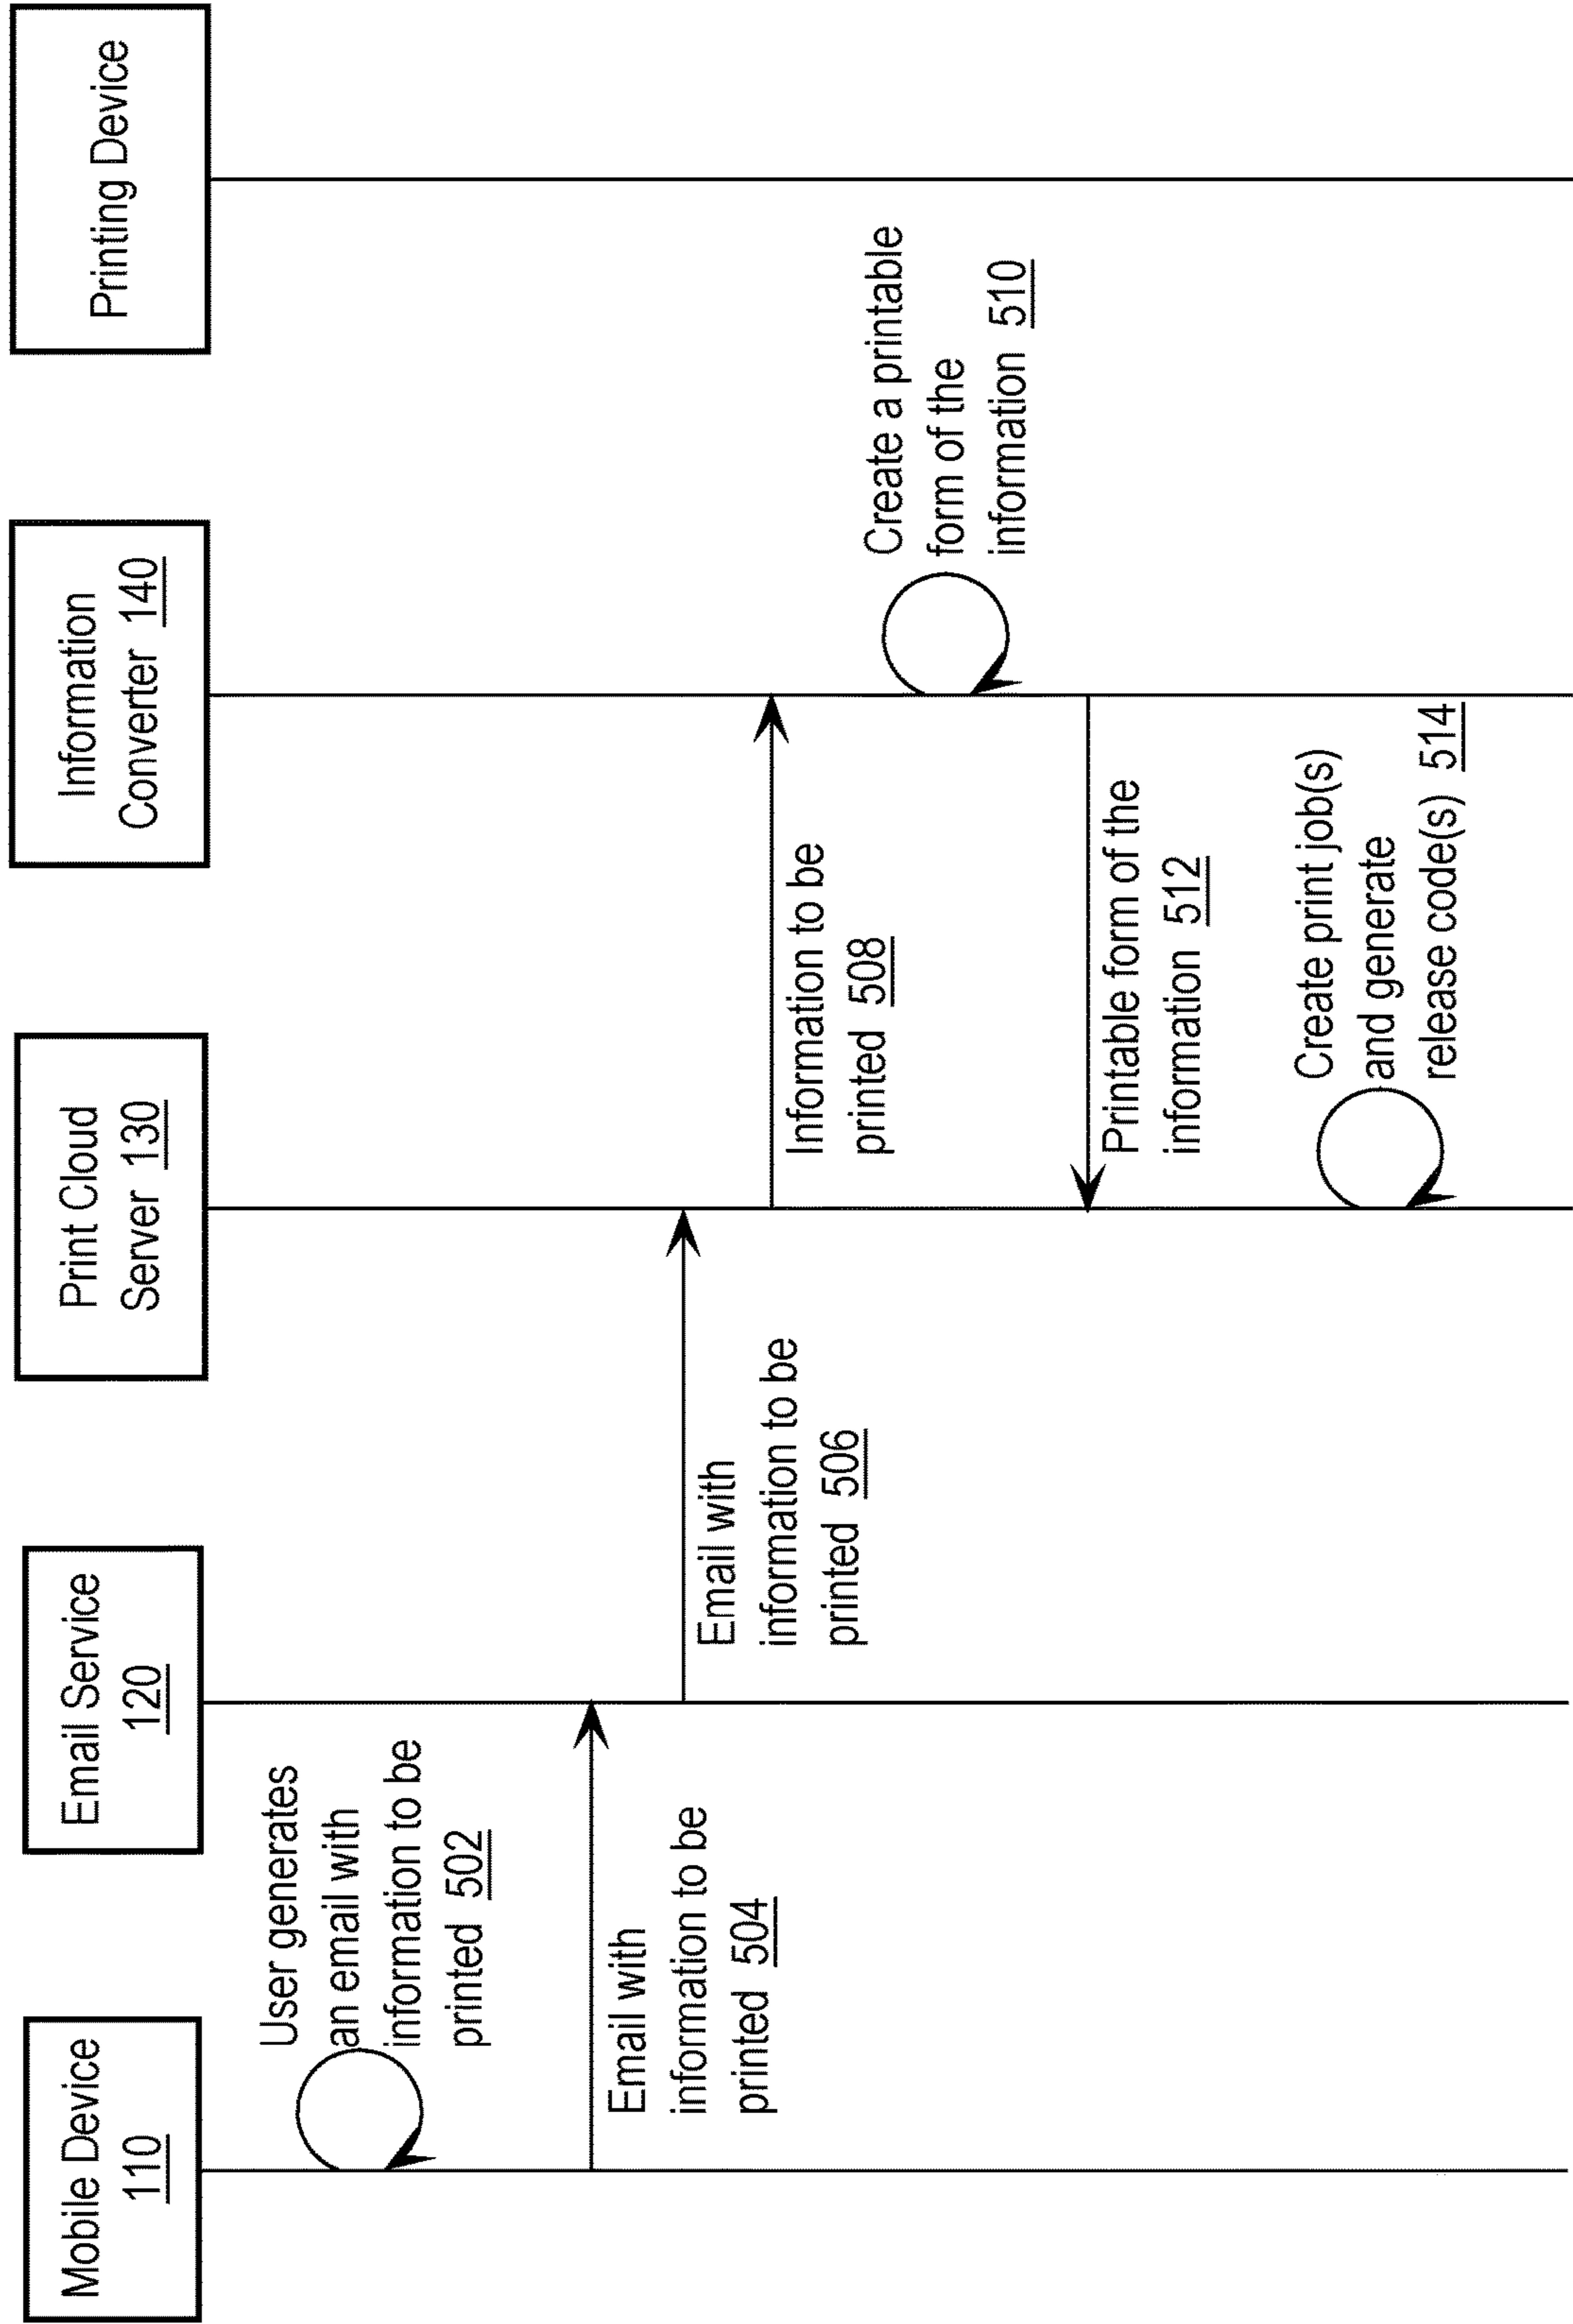 Mobile Device
110
Email Service
120
Print Cloud
Server 130
Information
Converter 140
Printing Device
User generates
an email with
information to be
printed 502
Email with
information to be
printed 504
Email with
information to be
printed 506
Information to be
printed 508
Create a printable
form of the
information 510
Printable form of the
information 512
Create print job(s)
and generate
release code(s) 514